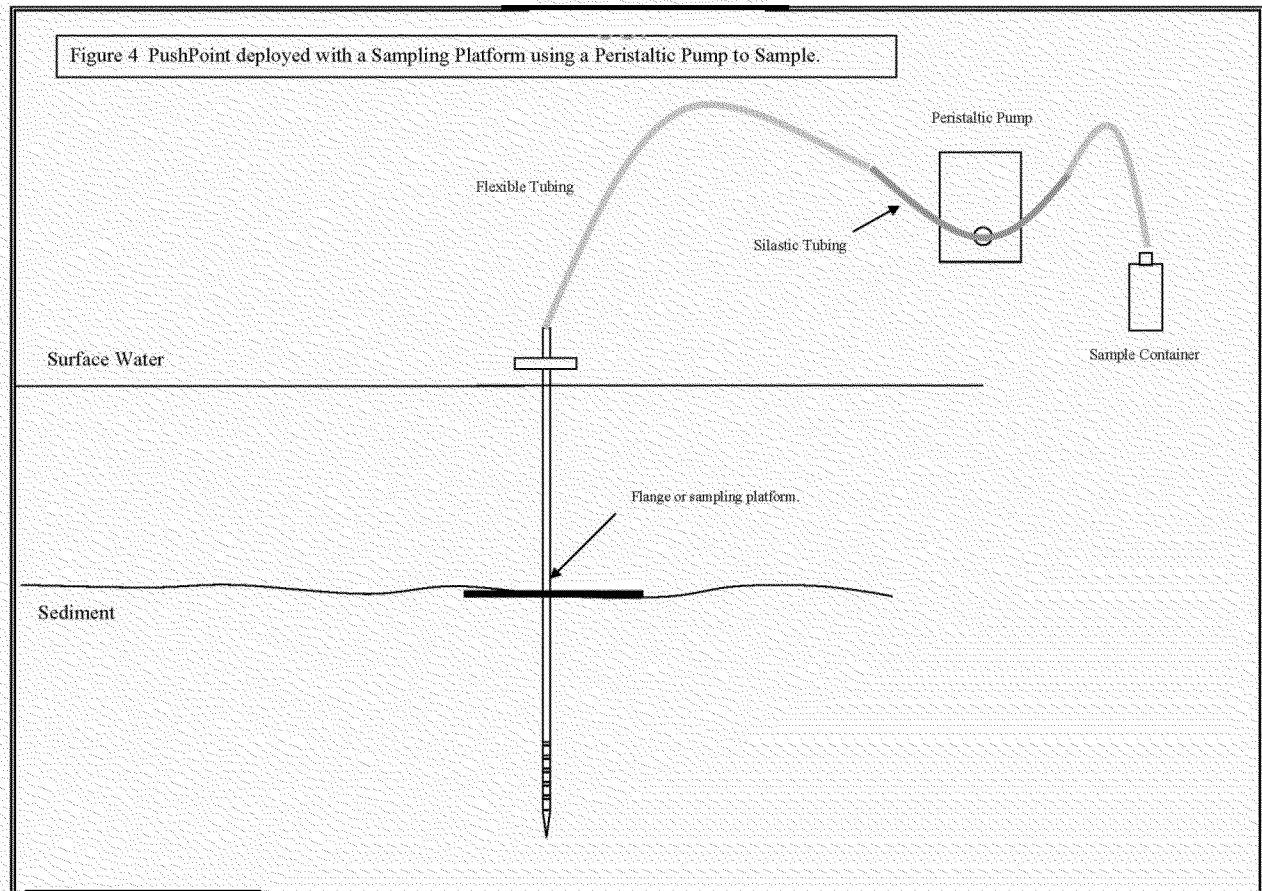 Figure 4  PushPoint deployed with a Sampling Platform using a Peristaltic Pump to Sample.
Peristaltic Pump
Flexible Tubing
Silastic Tubing
Surface Water
Sample Container
Flange or sampling platform.
Sediment